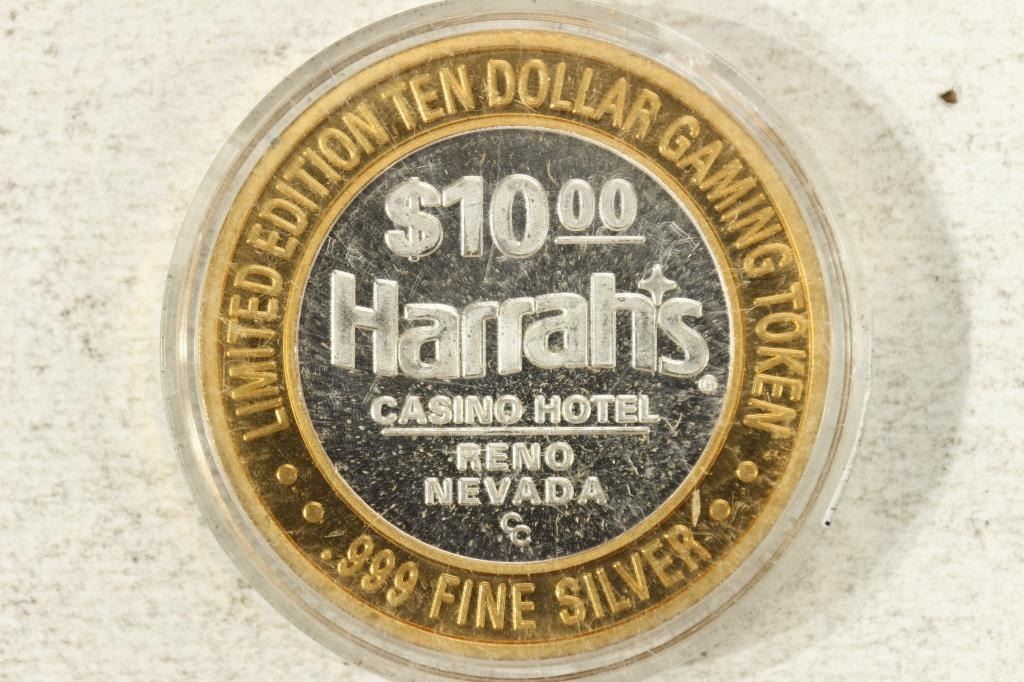 LIMITED EDITION TEN DOLLAR GAMING TOKEN
$10 00
Harrah's
CASINO HOTEL
RENO
NEVADA
CC
.999 FINE SILVER